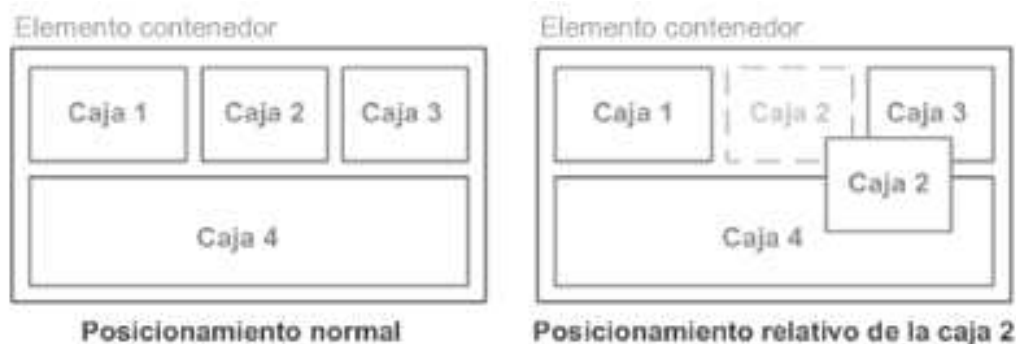 Elemento contenedor
Caja 1
Caja 2
Caja 3
Caja 4
Posicionamiento normal
Elemento contenedor
Caja 1
Caja 2
Caja 3
Caja 2
Caja 4
Posicionamiento relativo de la caja 2